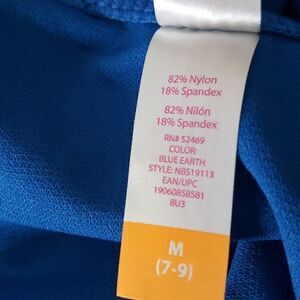 82% Nylon
18% Spandex
82% Nilón
18% Spandex
RN# 52469
COLOR:
BLUE EARTH
STYLE: NBS19113
EAN/UPC
19060858581
8U3
M
(7-9)